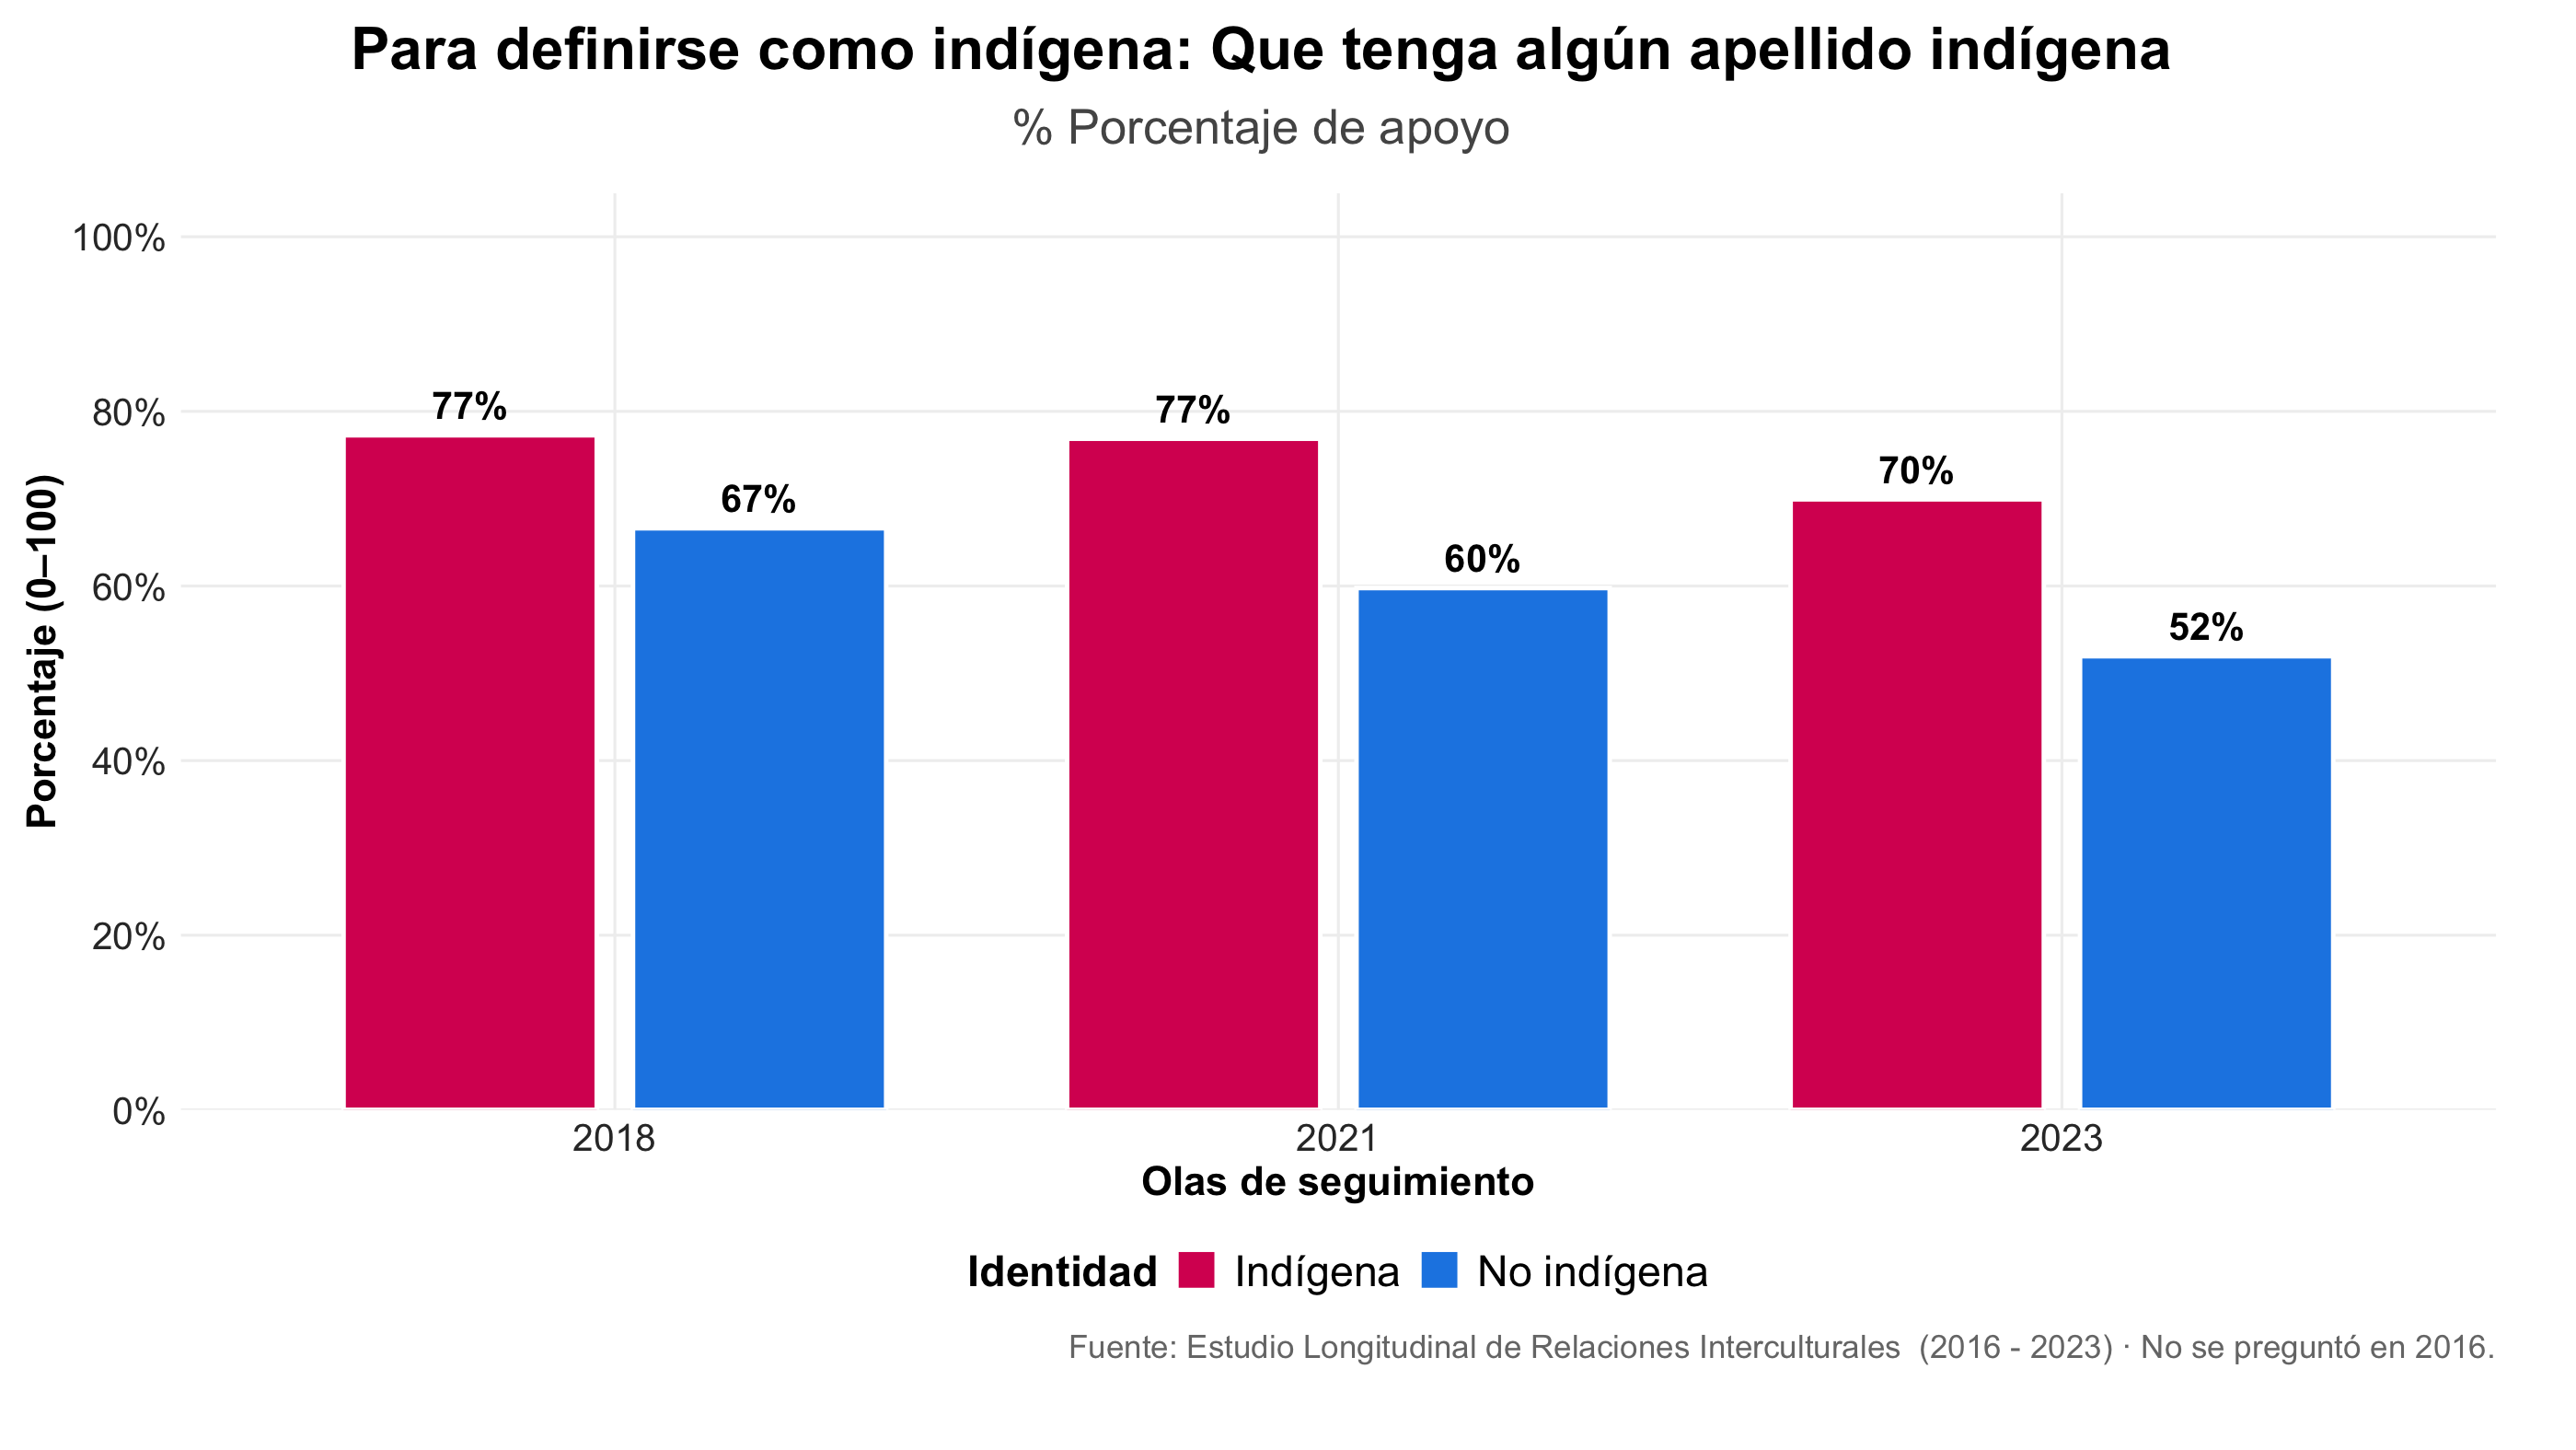 Para definirse como indígena: Que tenga algún apellido indígena
% Porcentaje de apoyo
Porcentaje (0–100)
100%
80%
60%
40%
20%
0%
77%
67%
77%
60%
70%
52%
2018
2021
2023
Olas de seguimiento
Identidad Indígena No indígena
Fuente: Estudio Longitudinal de Relaciones Interculturales  (2016 - 2023) · No se preguntó en 2016.